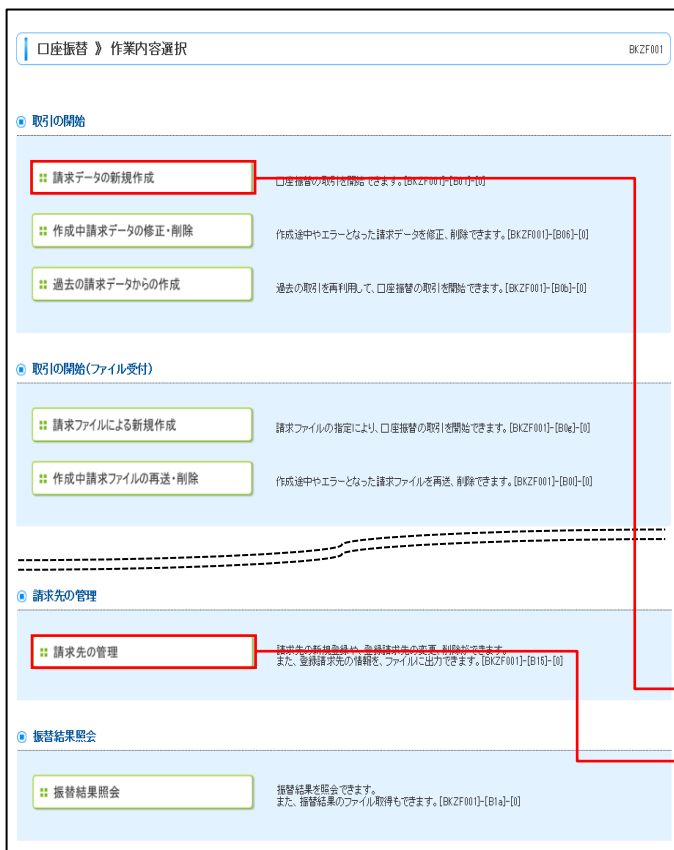 口座振替 》 作業内容選択
BKZF001
取引の開始
請求データの新規作成
口座振替の取引を開始できます。[BKZF001]-[B01]-[0]
作成中請求データの修正・削除
作成途中やエラーとなった請求データを修正、削除できます。[BKZF001]-[B06]-[0]
過去の請求データからの作成
過去の取引を再利用して、口座振替の取引を開始できます。[BKZF001]-[B0b]-[0]
取引の開始(ファイル受付)
請求ファイルによる新規作成
請求ファイルの指定により、口座振替の取引を開始できます。[BKZF001]-[B0g]-[0]
作成中請求ファイルの再送・削除
作成途中やエラーとなった請求ファイルを再送、削除できます。[BKZF001]-[B0l]-[0]
請求先の管理
請求先の管理
請求先の新規登録や、登録請求先の変更、削除ができます。
また、登録請求先の情報を、ファイルに出力できます。[BKZF001]-[B15]-[0]
振替結果照会
振替結果照会
振替結果を照会できます。
また、振替結果のファイル取得もできます。[BKZF001]-[B1a]-[0]